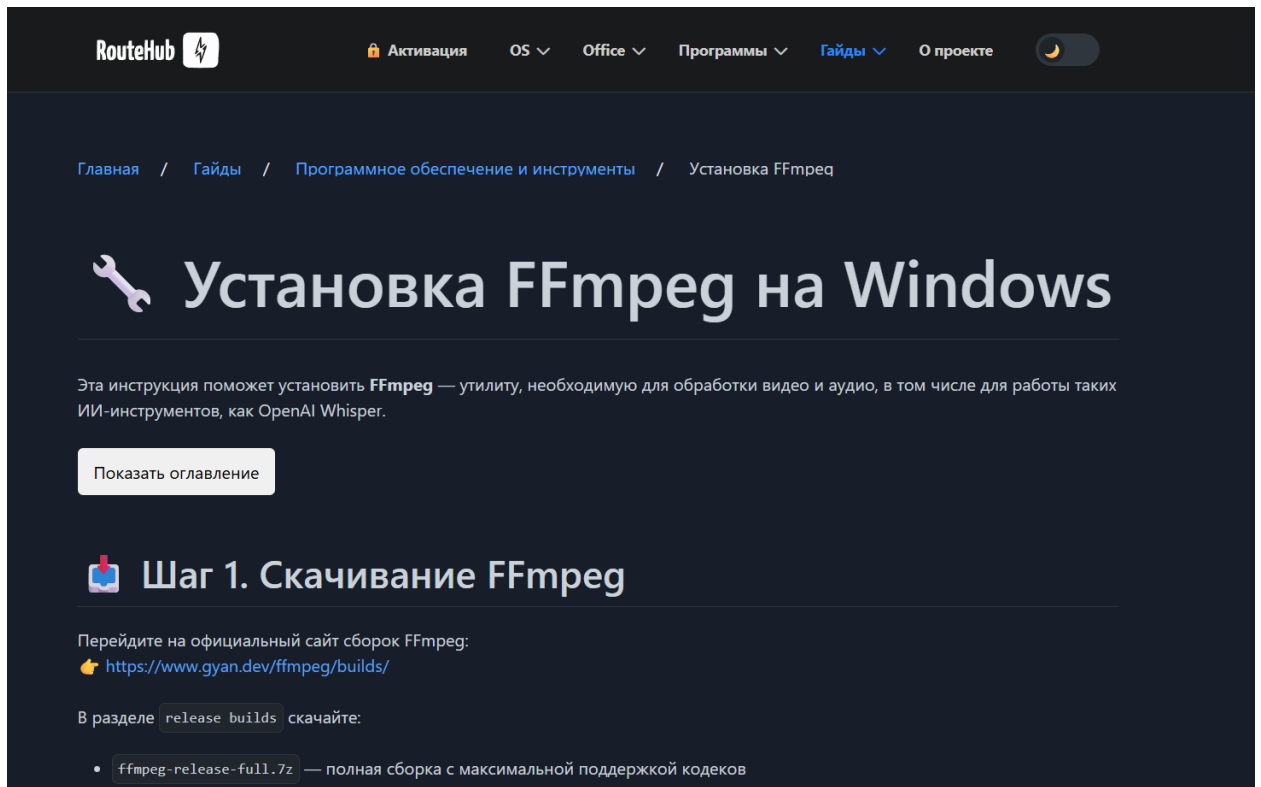 RouteHub
Активация
OS
Office
Программы
Гайды
О проекте
Главная / Гайды / Программное обеспечение и инструменты / Установка FFmpeg
Установка FFmpeg на Windows
Эта инструкция поможет установить FFmpeg — утилиту, необходимую для обработки видео и аудио, в том числе для работы таких
ИИ-инструментов, как OpenAI Whisper.
Показать оглавление
Шаг 1. Скачивание FFmpeg
Перейдите на официальный сайт сборок FFmpeg:
https://www.gyan.dev/ffmpeg/builds/
В разделе release builds скачайте:
• ffmpeg-release-full.7z — полная сборка с максимальной поддержкой кодеков